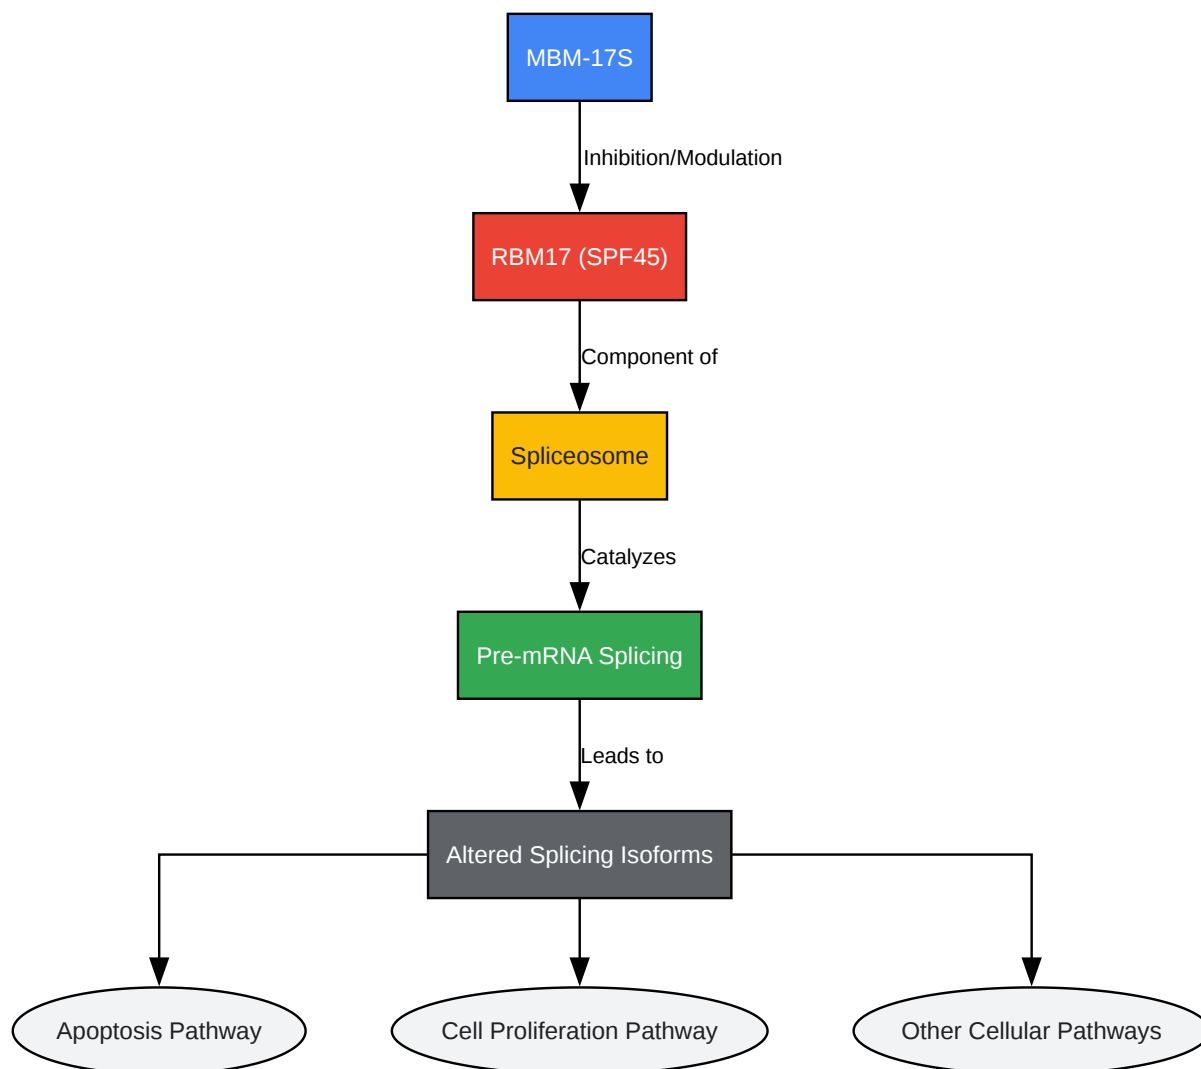 MBM-17S
Inhibition/Modulation
RBM17 (SPF45)
Component of
Spliceosome
Catalyzes
Pre-mRNA Splicing
Leads to
Altered Splicing Isoforms
Apoptosis Pathway
Cell Proliferation Pathway
Other Cellular Pathways